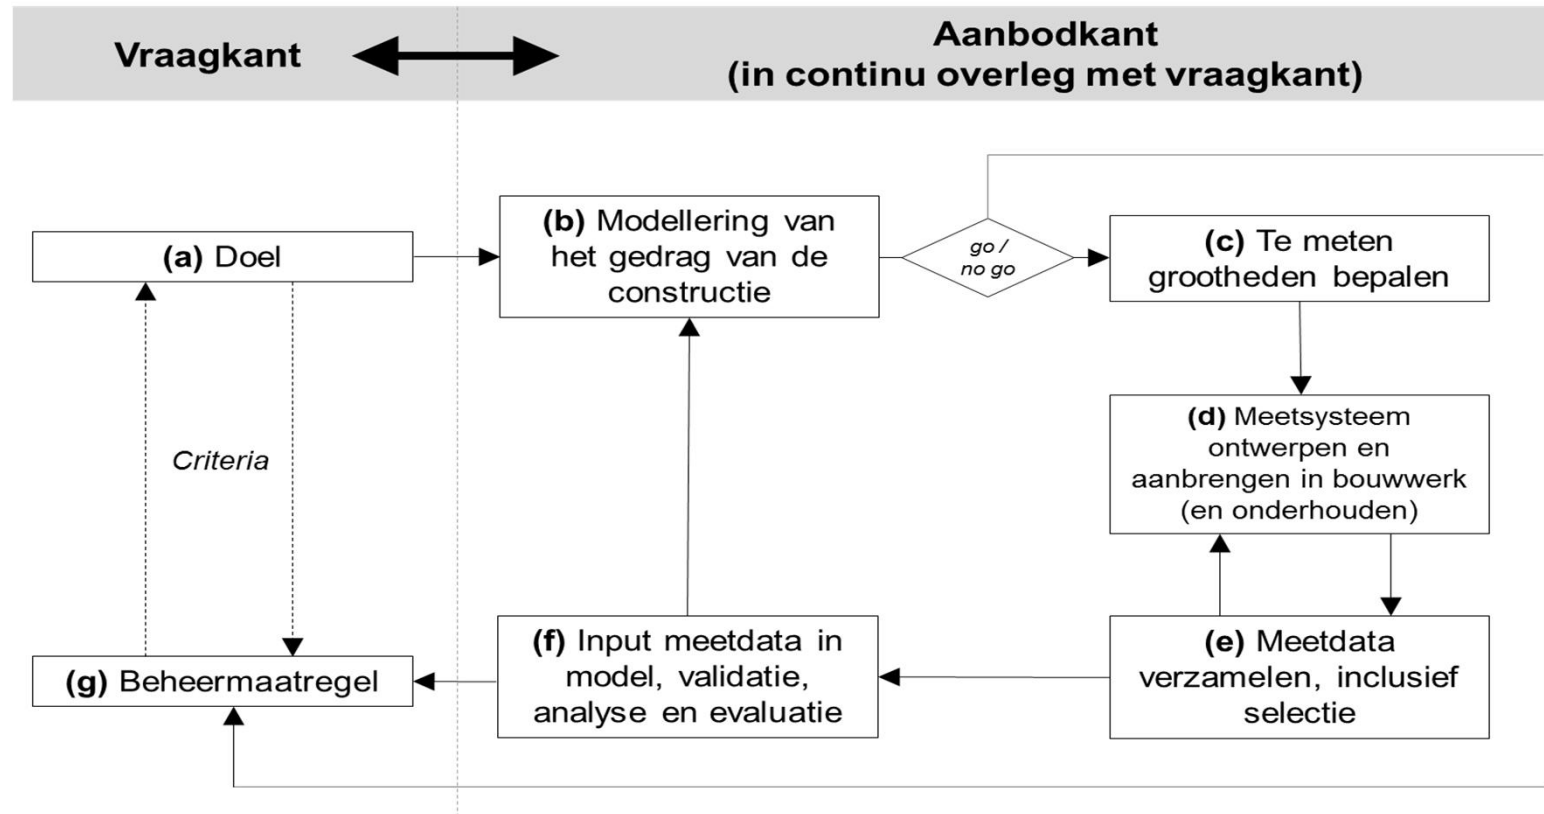 Vraagkant
Aanbodkant
(in continu overleg met vraagkant)
(a) Doel
(b) Modellering van
het gedrag van de
constructie
go /
no go
(c) Te meten
grootheden bepalen
Criteria
(d) Meetsysteem
ontwerpen en
aanbrengen in bouwwerk
(en onderhouden)
(g) Beheermaatregel
(f) Input meetdata in
model, validatie,
analyse en evaluatie
(e) Meetdata
verzamelen, inclusief
selectie